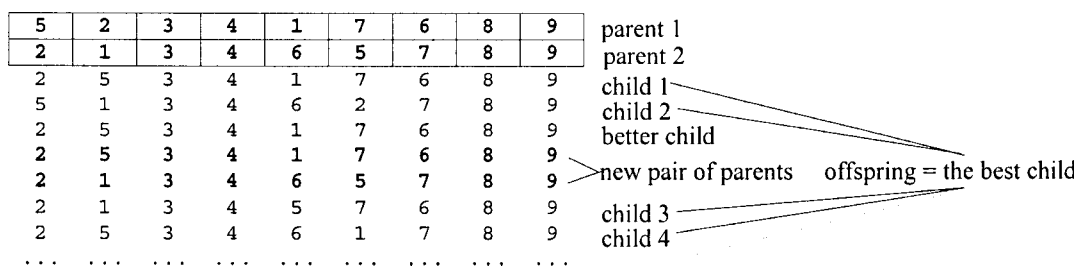 5 2 3 4 1 7 6 8 9 parent 1
2 1 3 4 6 5 7 8 9 parent 2
2 5 3 4 1 7 6 8 9 child 1
5 1 3 4 6 2 7 8 9 child 2
2 5 3 4 1 7 6 8 9 better child
2 5 3 4 1 7 6 8 9
new pair of parents offspring = the best child
2 1 3 4 6 5 7 8 9
2 1 3 4 5 7 6 8 9 child 3
2 5 3 4 6 1 7 8 9 child 4
... ... ... ... ... ... ... ... ...